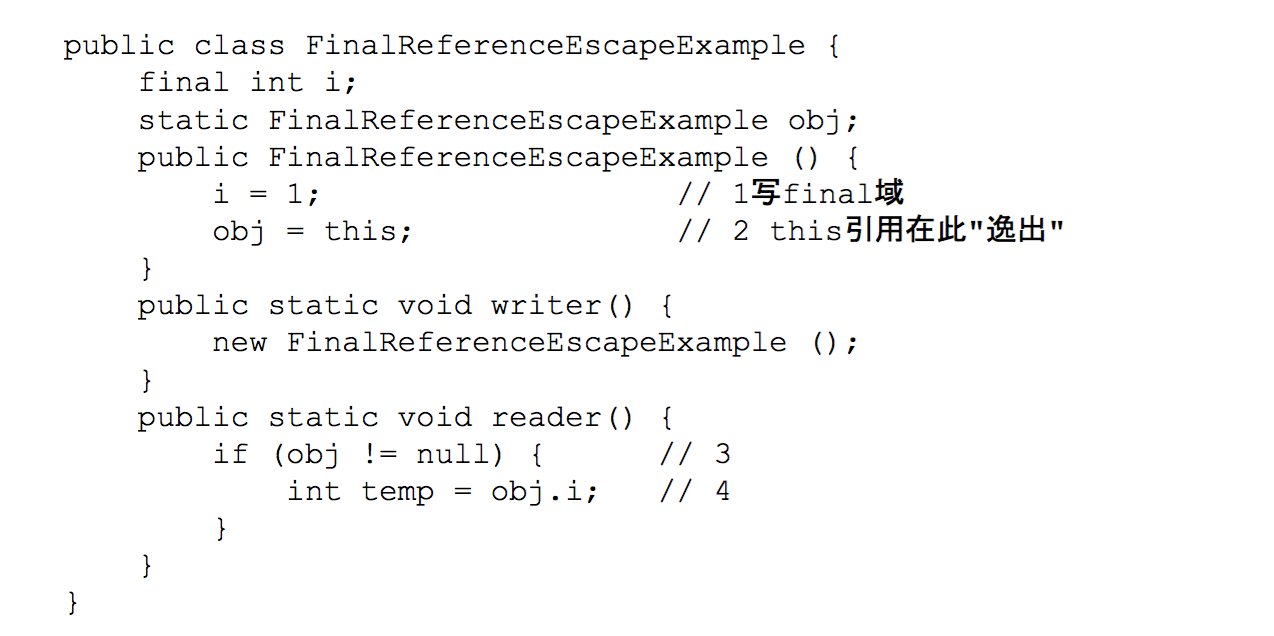 public class FinalReferenceEscapeExample {
    final int i;
    static FinalReferenceEscapeExample obj;
    public FinalReferenceEscapeExample () {
        i = 1;                   // 1写final域
        obj = this;              // 2 this引用在此"逸出"
    }
    public static void writer() {
        new FinalReferenceEscapeExample ();
    }
    public static void reader() {
        if (obj != null) {      // 3
            int temp = obj.i;   // 4
        }
    }
}